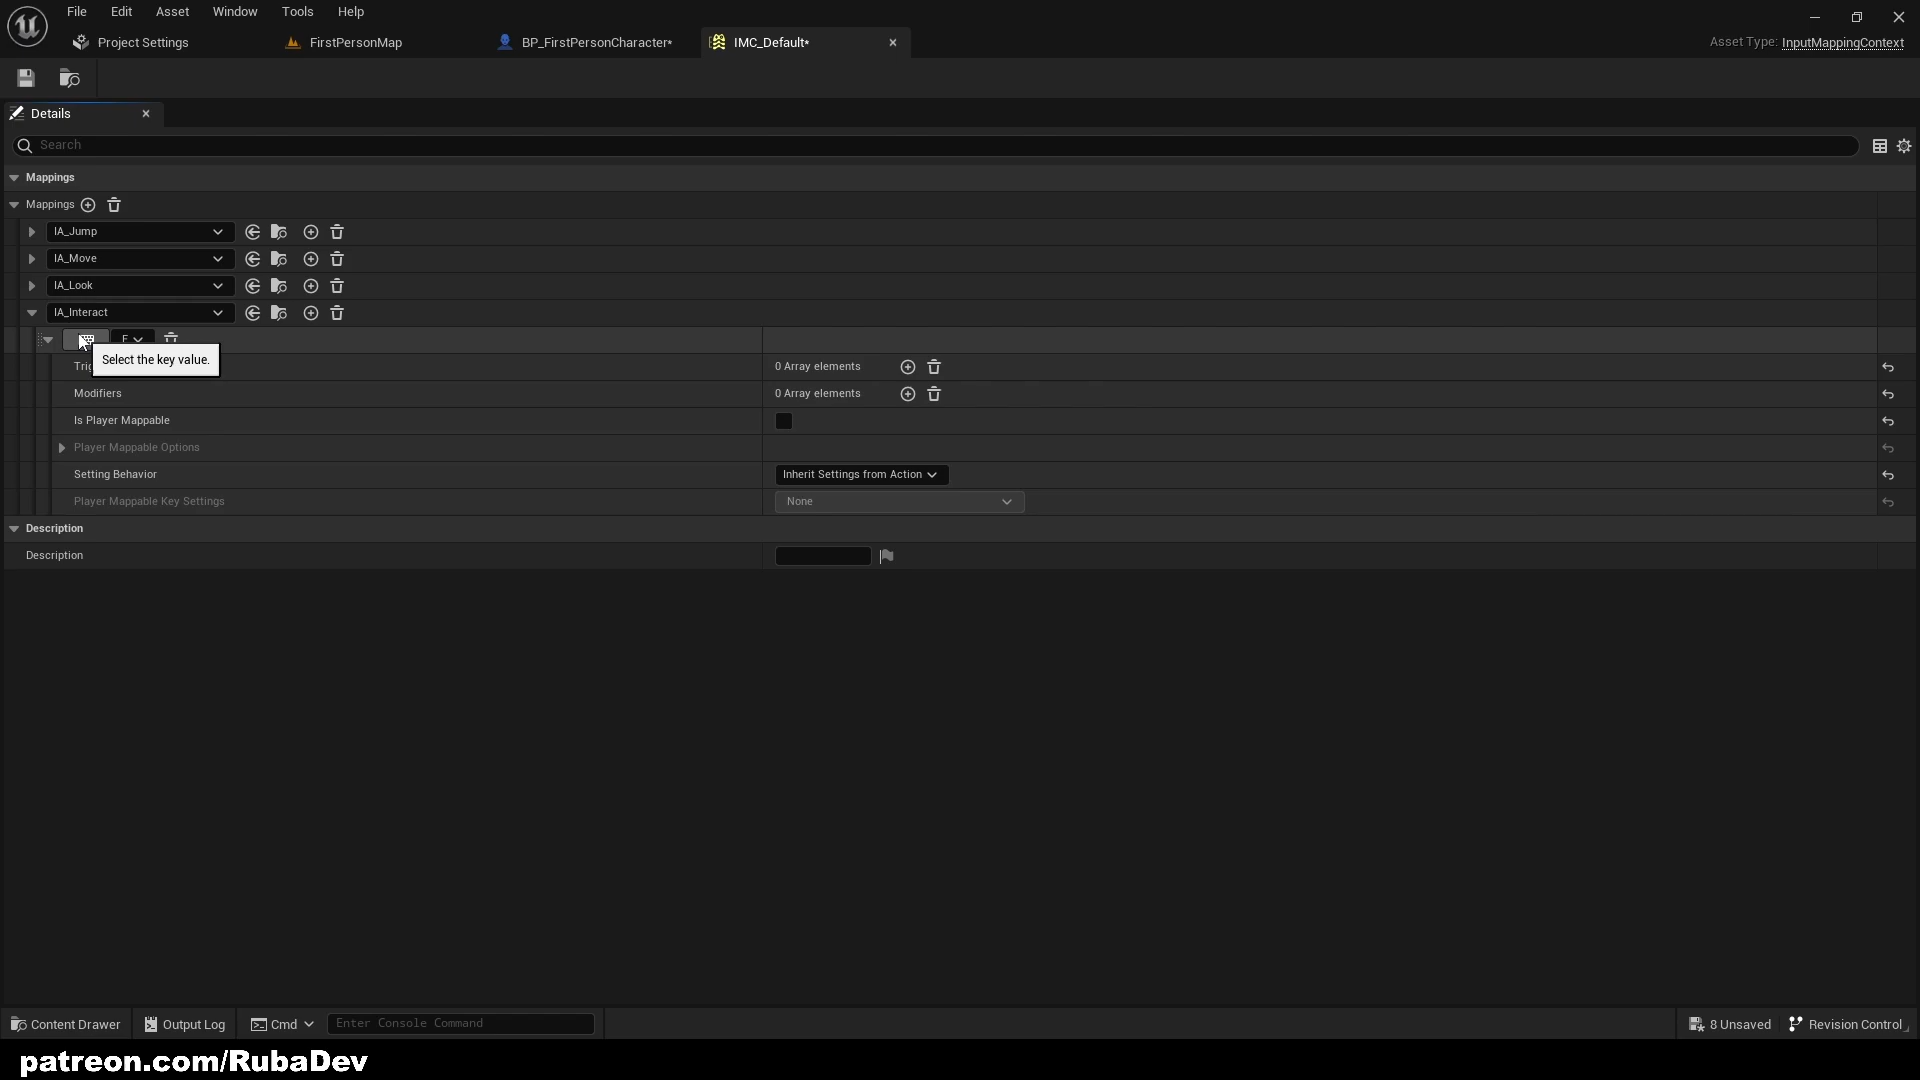 File Edit Asset Window Tools Help
Project Settings FirstPersonMap BP_FirstPersonCharacter* IMC_Default* Asset Type: InputMappingContext
Details
Search
Mappings
Mappings
IA_Jump
IA_Move
IA_Look
IA_Interact
Select the key value.
0 Array elements
Modifiers 0 Array elements
Is Player Mappable
Player Mappable Options
Setting Behavior Inherit Settings from Action
Player Mappable Key Settings None
Description
Description
Content Drawer Output Log Cmd Enter Console Command 8 Unsaved Revision Control
patreon.com/RubaDev